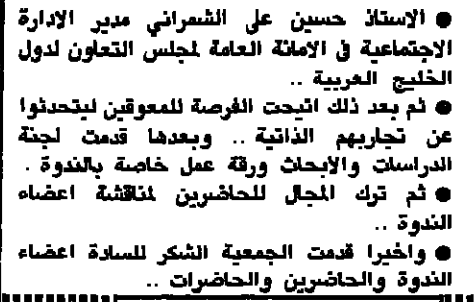 ● الاستاذ حسين على الشمراني مدير الادارة
الاجتماعية في الامانة العامة لمجلس التعاون لدول
الخليج العربية ..
● ثم بعد ذلك اتيحت الفرصة للمعوقين ليتحدثوا
عن تجاربهم الذاتية .. وبعدها قدمت لجنة
الدراسات والابحاث ورقة عمل خاصة بالندوة .
● ثم ترك المجال للحاضرين لمناقشة اعضاء
الندوة ..
● واخيرا قدمت الجمعية الشكر للسادة اعضاء
الندوة والحاضرين والحاضرات ..